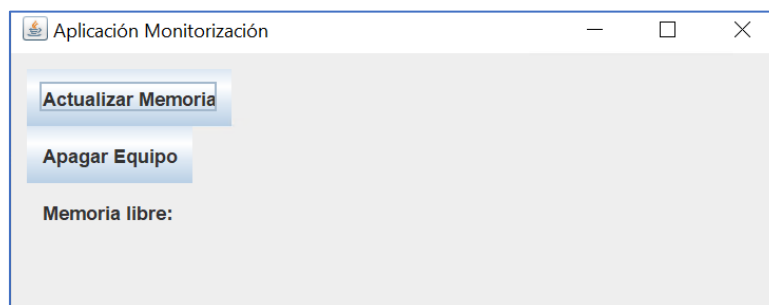 Aplicación Monitorización
Actualizar Memoria
Apagar Equipo
Memoria libre: